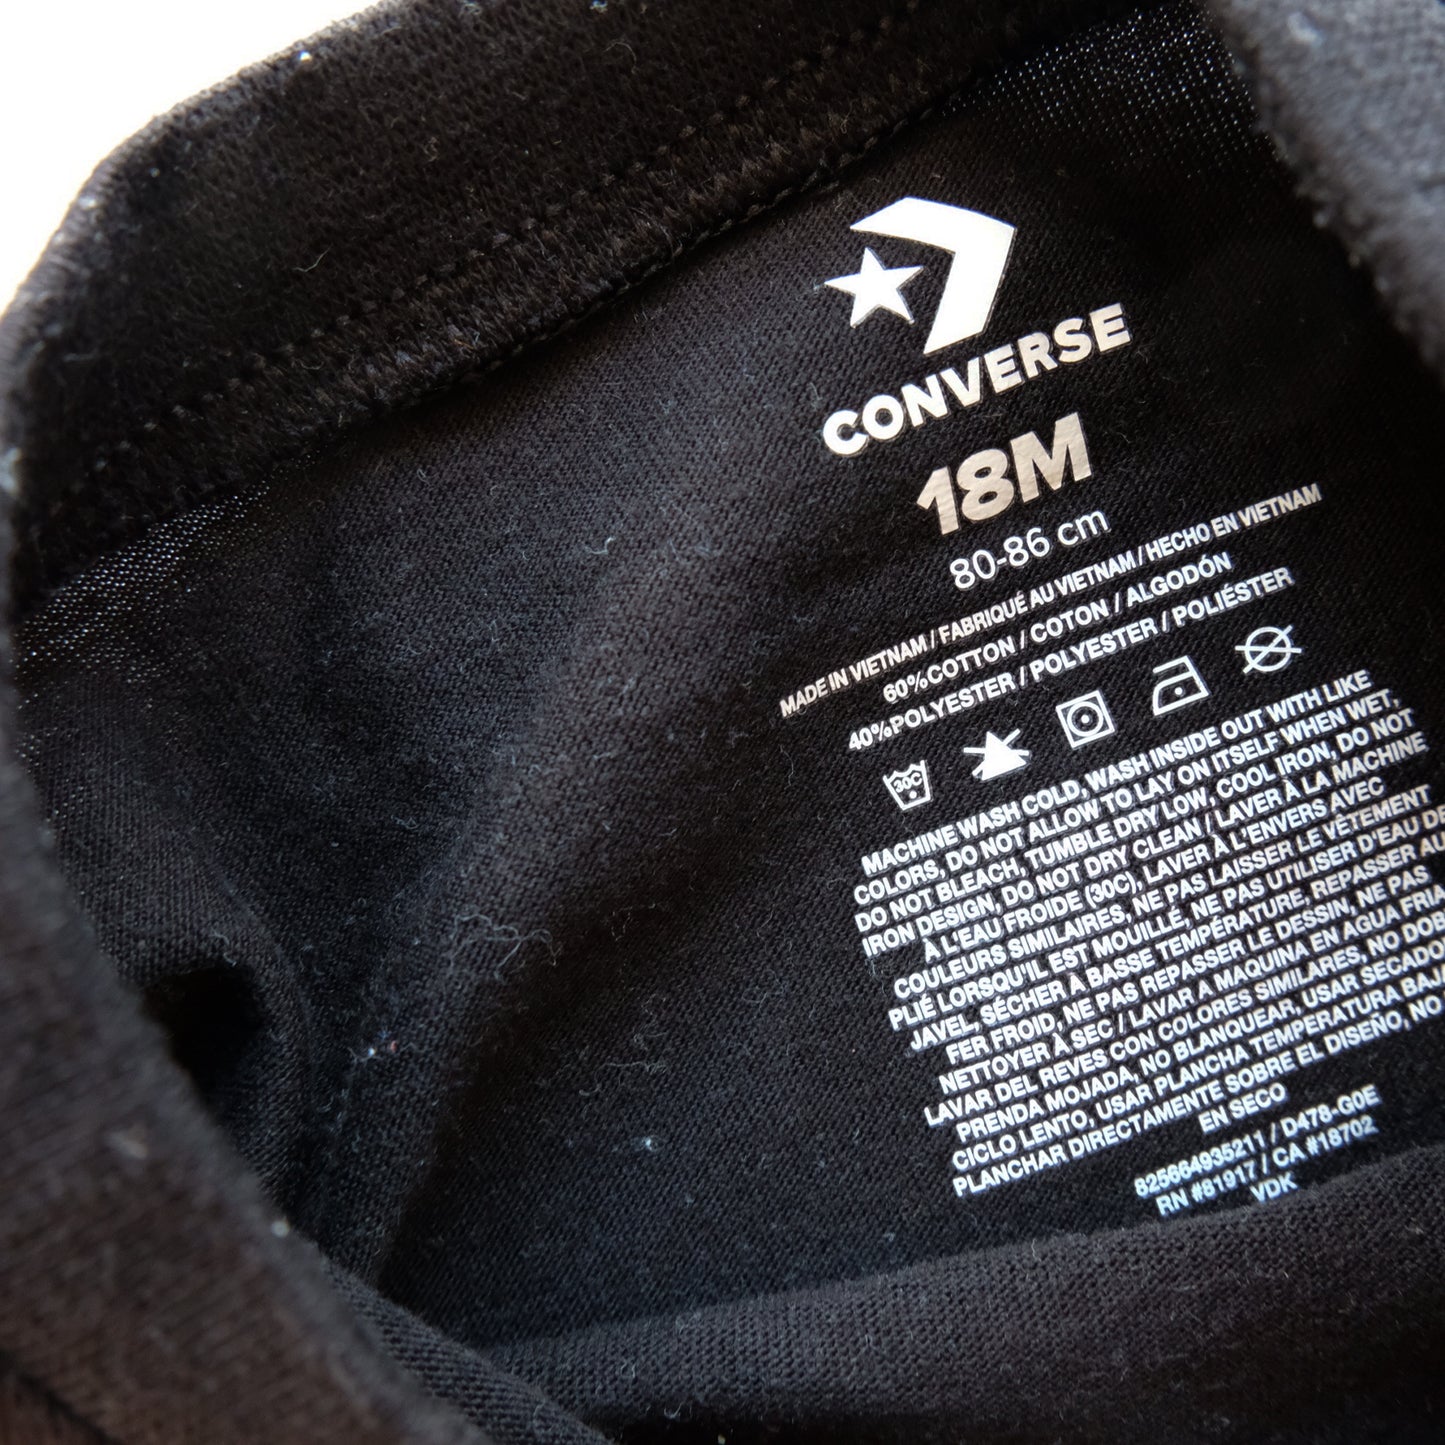 CONVERSE
18M
80-86 cm
MADE IN VIETNAM / FABRIQUÉ AU VIETNAM / HECHO EN VIETNAM
60% COTTON / COTON / ALGODÓN
40% POLYESTER / POLYESTER / POLIÉSTER
30C
MACHINE WASH COLD, WASH INSIDE OUT WITH LIKE
COLORS, DO NOT ALLOW TO LAY ON ITSELF WHEN WET,
DO NOT BLEACH, TUMBLE DRY LOW, COOL IRON, DO NOT
IRON DESIGN, DO NOT DRY CLEAN / LAVER À LA MACHINE
À L'EAU FROIDE (30C), LAVER À L'ENVERS AVEC
COULEURS SIMILAIRES, NE PAS LAISSER LE VÊTEMENT
PLIÉ LORSQU'IL EST MOUILLÉ, NE PAS UTILISER D'EAU DE
JAVEL, SÉCHER À BASSE TEMPÉRATURE, REPASSER AU
FER FROID, NE PAS REPASSER LE DESSIN, NE PAS
NETTOYER À SEC / LAVAR A MAQUINA EN AGUA FRIA
LAVAR DEL REVES CON COLORES SIMILARES, NO DOB
PRENDA MOJADA, NO BLANQUEAR, USAR SECADO
CICLO LENTO, USAR PLANCHA TEMPERATURA BAJ
PLANCHAR DIRECTAMENTE SOBRE EL DISEÑO, NO
EN SECO
825664935211 / D478-G0E
RN #81917 / CA #18702
VDK